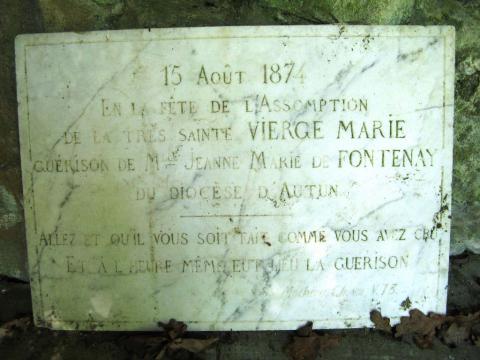 15 AOÛT 1874
EN LA FÊTE DE L'ASSOMPTION
DE LA TRÈS SAINTE VIERGE MARIE
GUÉRISON DE MLLE JEANNE MARIE DE FONTENAY
DU DIOCÈSE D'AUTUN
ALLEZ ET QU'IL VOUS SOIT FAIT COMME VOUS AVEZ CRU
ET À L'HEURE MÊME EUT LIEU LA GUÉRISON